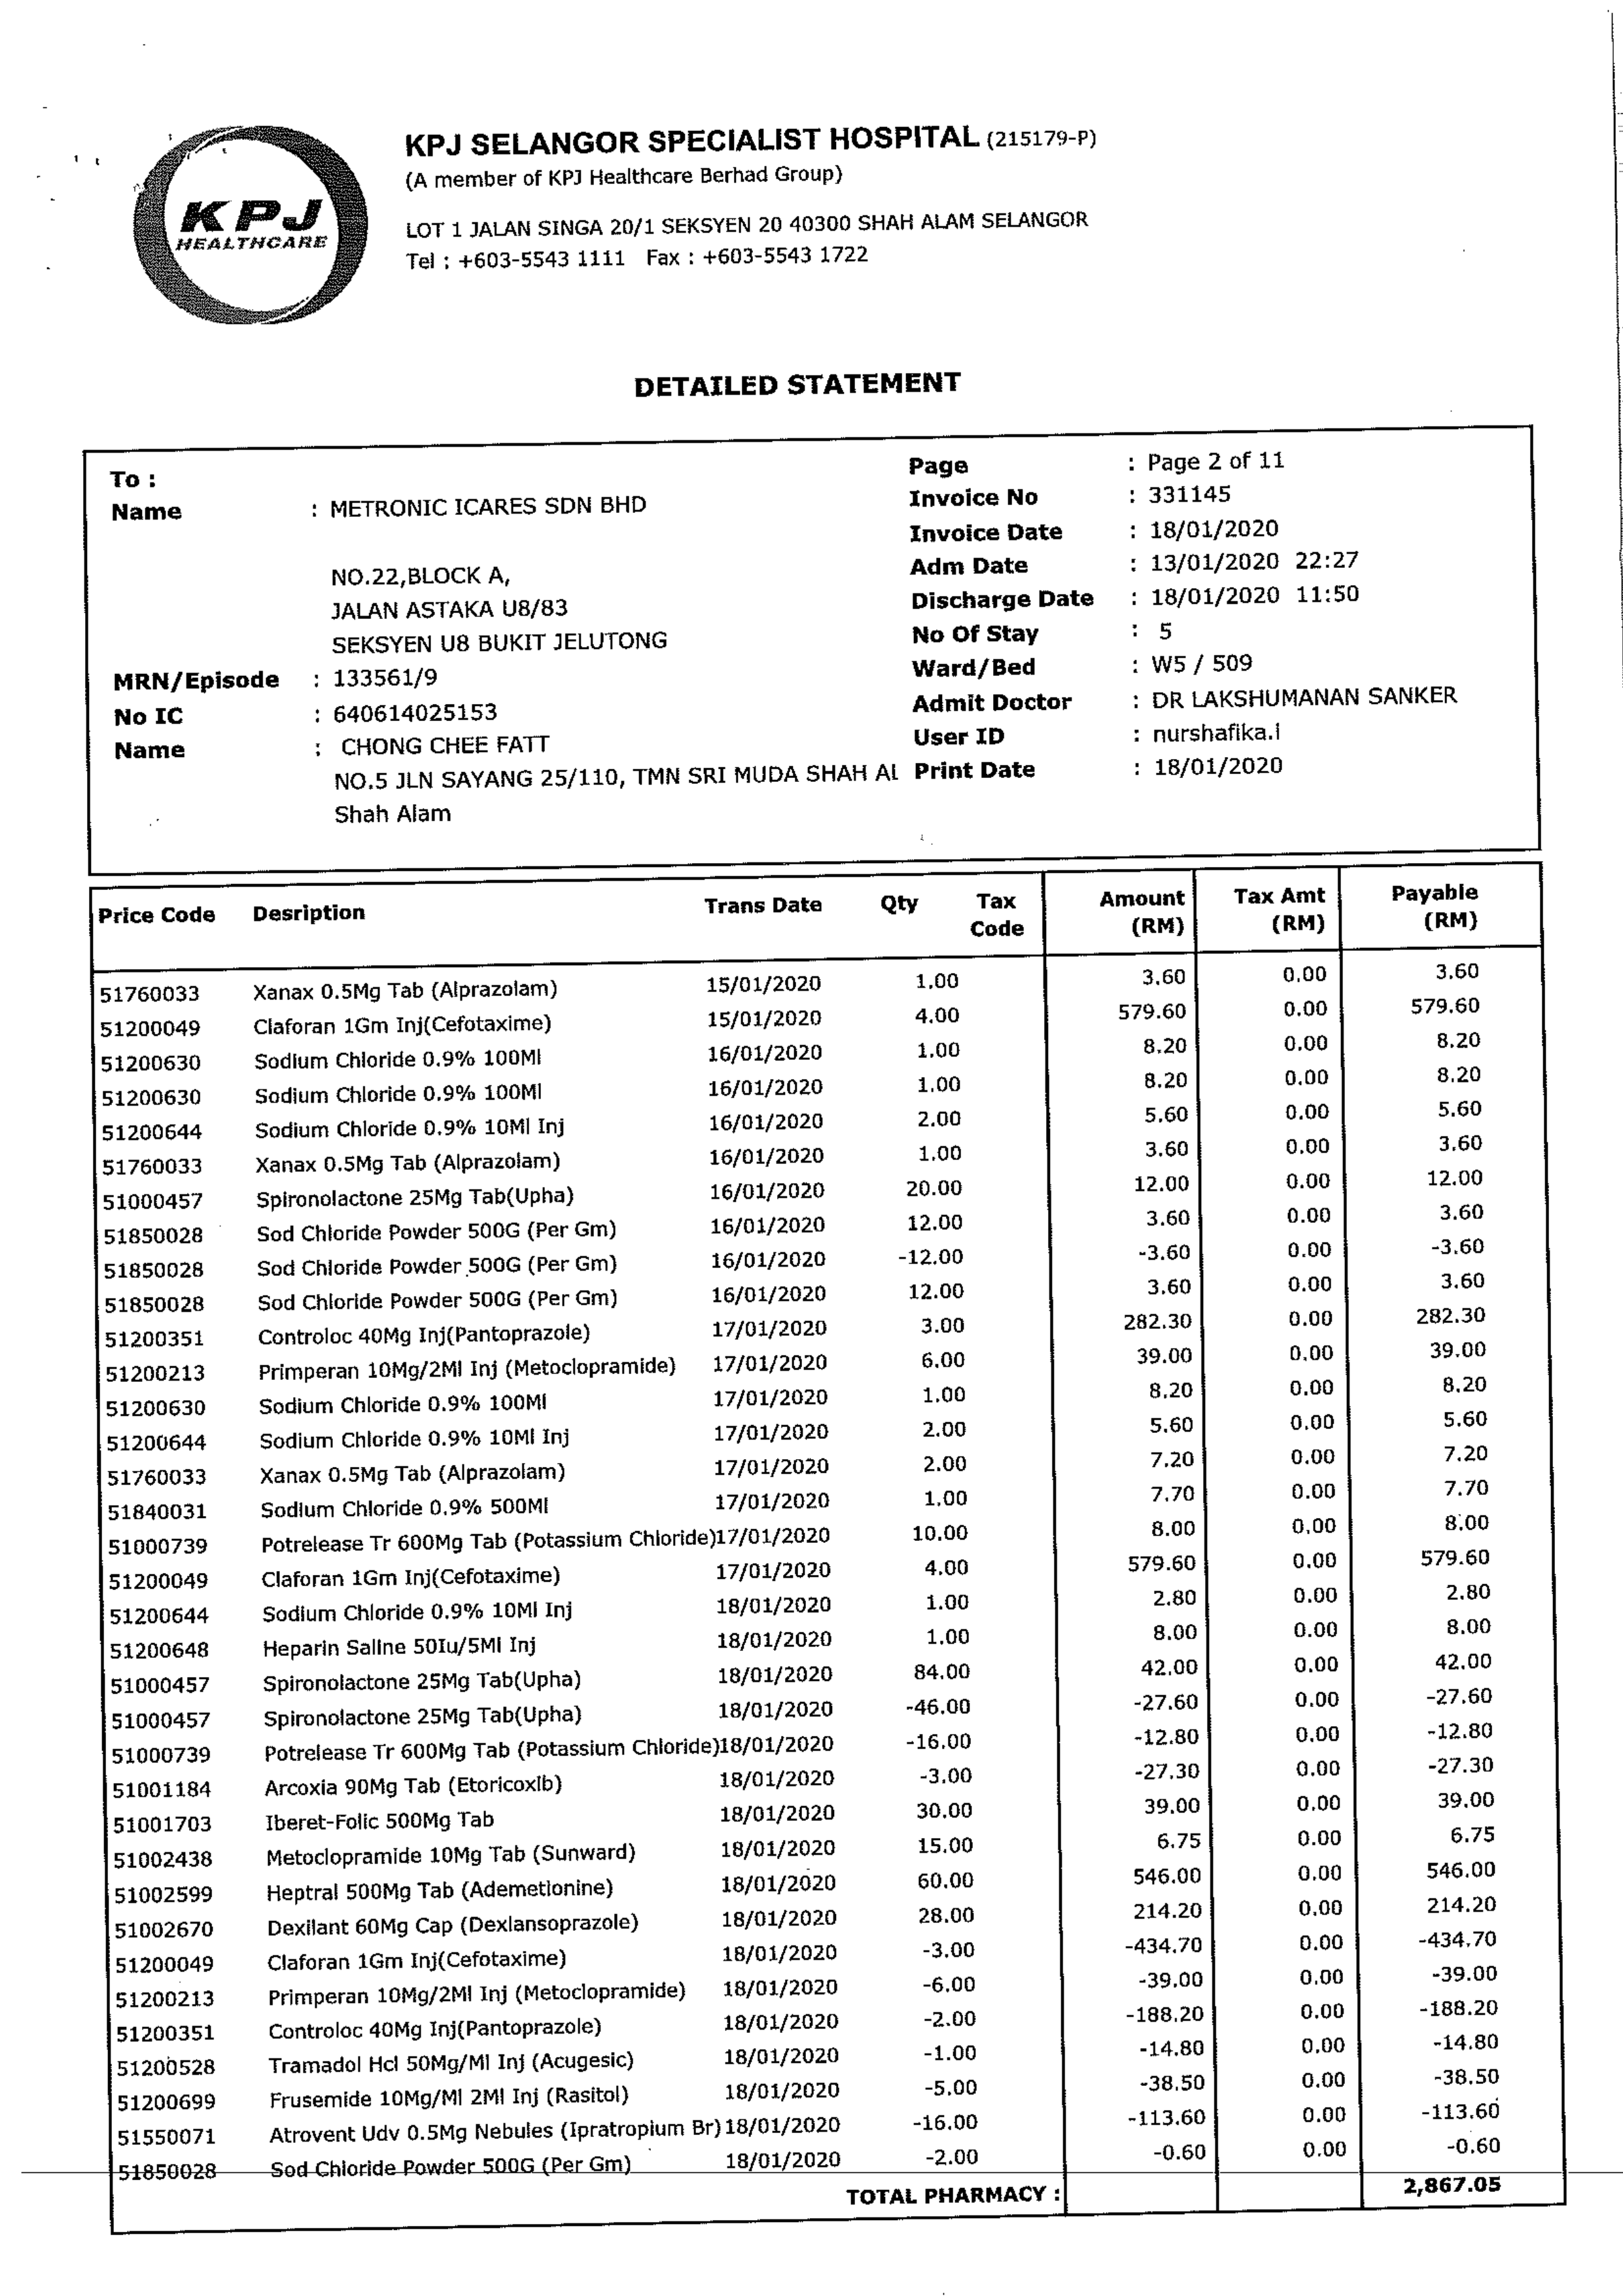 KPJ
HEALTHCARE
KPJ SELANGOR SPECIALIST HOSPITAL (215179-P)
(A member of KPJ Healthcare Berhad Group)
LOT 1 JALAN SINGA 20/1 SEKSYEN 20 40300 SHAH ALAM SELANGOR
Tel : +603-5543 1111 Fax : +603-5543 1722
DETAILED STATEMENT
To :
Name : METRONIC ICARES SDN BHD
NO.22,BLOCK A,
JALAN ASTAKA U8/83
SEKSYEN U8 BUKIT JELUTONG
MRN/Episode : 133561/9
No IC : 640614025153
Name : CHONG CHEE FATT
NO.5 JLN SAYANG 25/110, TMN SRI MUDA SHAH AL
Shah Alam
Page : Page 2 of 11
Invoice No : 331145
Invoice Date : 18/01/2020
Adm Date : 13/01/2020 22:27
Discharge Date : 18/01/2020 11:50
No Of Stay : 5
Ward/Bed : W5 / 509
Admit Doctor : DR LAKSHUMANAN SANKER
User ID : nurshafika.l
Print Date : 18/01/2020
Price Code Desription Trans Date Qty Tax Code Amount (RM) Tax Amt (RM) Payable (RM)
51760033 Xanax 0.5Mg Tab (Alprazolam) 15/01/2020 1.00 3.60 0.00 3.60
51200049 Claforan 1Gm Inj(Cefotaxime) 15/01/2020 4.00 579.60 0.00 579.60
51200630 Sodium Chloride 0.9% 100Ml 16/01/2020 1.00 8.20 0.00 8.20
51200630 Sodium Chloride 0.9% 100Ml 16/01/2020 1.00 8.20 0.00 8.20
51200644 Sodium Chloride 0.9% 10Ml Inj 16/01/2020 2.00 5.60 0.00 5.60
51760033 Xanax 0.5Mg Tab (Alprazolam) 16/01/2020 1.00 3.60 0.00 3.60
51000457 Spironolactone 25Mg Tab(Upha) 16/01/2020 20.00 12.00 0.00 12.00
51850028 Sod Chloride Powder 500G (Per Gm) 16/01/2020 12.00 3.60 0.00 3.60
51850028 Sod Chloride Powder 500G (Per Gm) 16/01/2020 -12.00 -3.60 0.00 -3.60
51850028 Sod Chloride Powder 500G (Per Gm) 16/01/2020 12.00 3.60 0.00 3.60
51200351 Controloc 40Mg Inj(Pantoprazole) 17/01/2020 3.00 282.30 0.00 282.30
51200213 Primperan 10Mg/2Ml Inj (Metoclopramide) 17/01/2020 6.00 39.00 0.00 39.00
51200630 Sodium Chloride 0.9% 100Ml 17/01/2020 1.00 8.20 0.00 8.20
51200644 Sodium Chloride 0.9% 10Ml Inj 17/01/2020 2.00 5.60 0.00 5.60
51760033 Xanax 0.5Mg Tab (Alprazolam) 17/01/2020 2.00 7.20 0.00 7.20
51840031 Sodium Chloride 0.9% 500Ml 17/01/2020 1.00 7.70 0.00 7.70
51000739 Potrelease Tr 600Mg Tab (Potassium Chloride)17/01/2020 10.00 8.00 0.00 8.00
51200049 Claforan 1Gm Inj(Cefotaxime) 17/01/2020 4.00 579.60 0.00 579.60
51200644 Sodium Chloride 0.9% 10Ml Inj 18/01/2020 1.00 2.80 0.00 2.80
51200648 Heparin Saline 50Iu/5Ml Inj 18/01/2020 1.00 8.00 0.00 8.00
51000457 Spironolactone 25Mg Tab(Upha) 18/01/2020 84.00 42.00 0.00 42.00
51000457 Spironolactone 25Mg Tab(Upha) 18/01/2020 -46.00 -27.60 0.00 -27.60
51000739 Potrelease Tr 600Mg Tab (Potassium Chloride)18/01/2020 -16.00 -12.80 0.00 -12.80
51001184 Arcoxia 90Mg Tab (Etoricoxib) 18/01/2020 -3.00 -27.30 0.00 -27.30
51001703 Iberet-Folic 500Mg Tab 18/01/2020 30.00 39.00 0.00 39.00
51002438 Metoclopramide 10Mg Tab (Sunward) 18/01/2020 15.00 6.75 0.00 6.75
51002599 Heptral 500Mg Tab (Ademetionine) 18/01/2020 60.00 546.00 0.00 546.00
51002670 Dexilant 60Mg Cap (Dexlansoprazole) 18/01/2020 28.00 214.20 0.00 214.20
51200049 Claforan 1Gm Inj(Cefotaxime) 18/01/2020 -3.00 -434.70 0.00 -434.70
51200213 Primperan 10Mg/2Ml Inj (Metoclopramide) 18/01/2020 -6.00 -39.00 0.00 -39.00
51200351 Controloc 40Mg Inj(Pantoprazole) 18/01/2020 -2.00 -188.20 0.00 -188.20
51200528 Tramadol Hcl 50Mg/Ml Inj (Acugesic) 18/01/2020 -1.00 -14.80 0.00 -14.80
51200699 Frusemide 10Mg/Ml 2Ml Inj (Rasitol) 18/01/2020 -5.00 -38.50 0.00 -38.50
51550071 Atrovent Udv 0.5Mg Nebules (Ipratropium Br)18/01/2020 -16.00 -113.60 0.00 -113.60
51850028 Sod Chloride Powder 500G (Per Gm) 18/01/2020 -2.00 -0.60 0.00 -0.60
TOTAL PHARMACY : 2,867.05